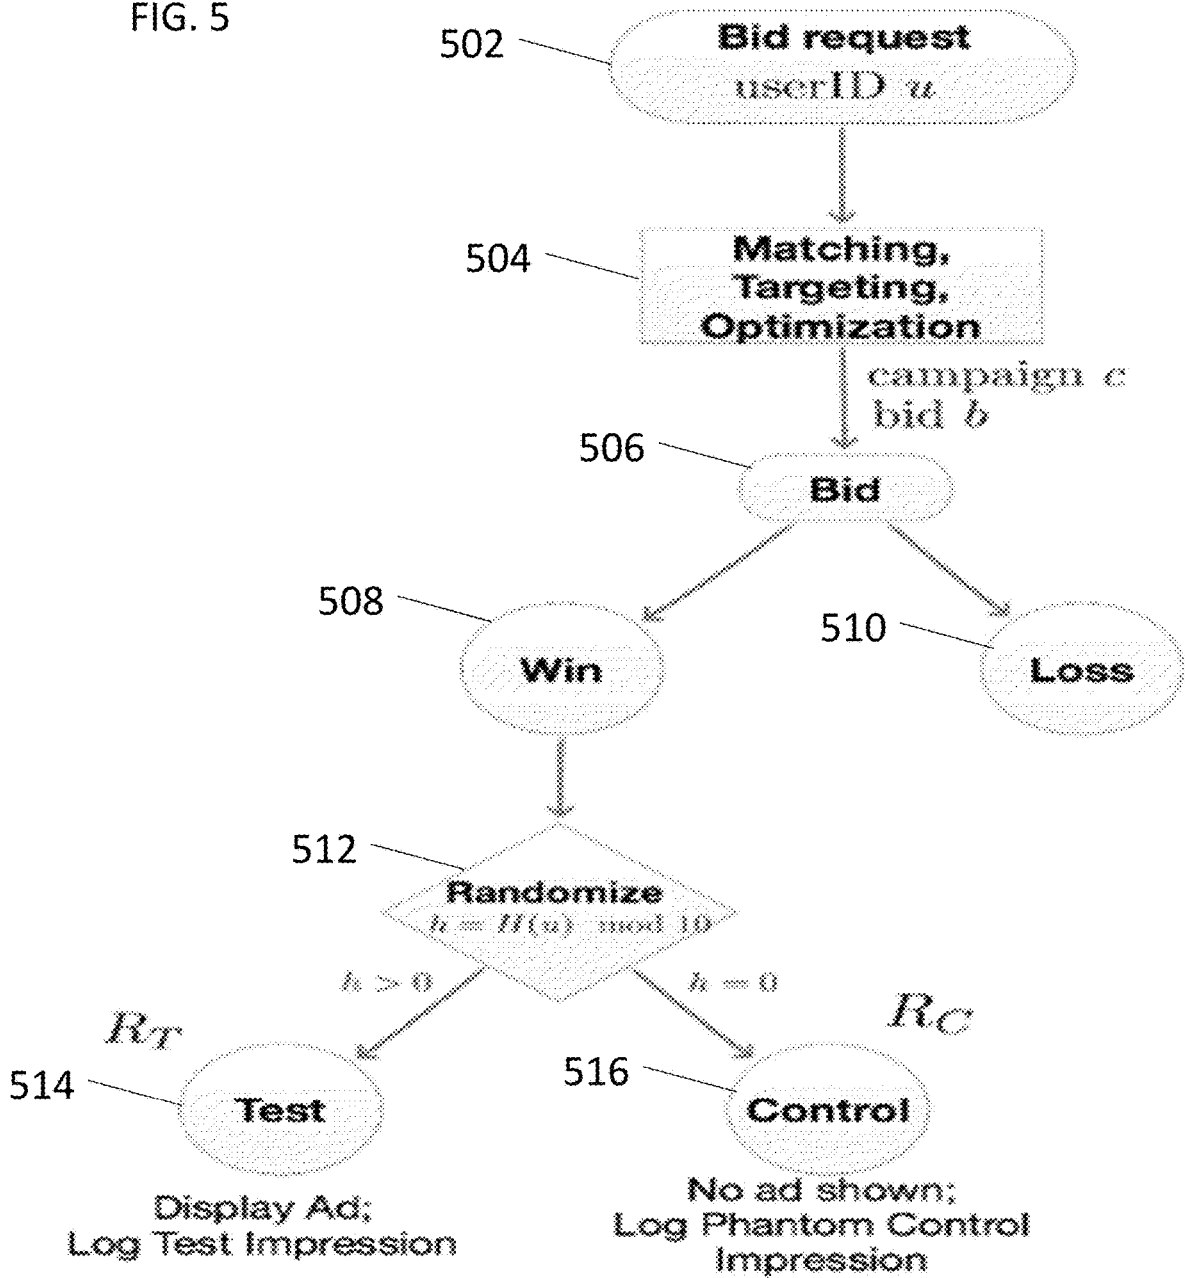 FIG. 5
502
Bid request
userID u
504
Matching,
Targeting,
Optimization
campaign c
bid b
506
Bid
508
Win
510
Loss
512
Randomize
h = H(u) mod 10
h > 0
h = 0
R_T
R_C
514
Test
516
Control
Display Ad;
Log Test Impression
No ad shown;
Log Phantom Control
Impression